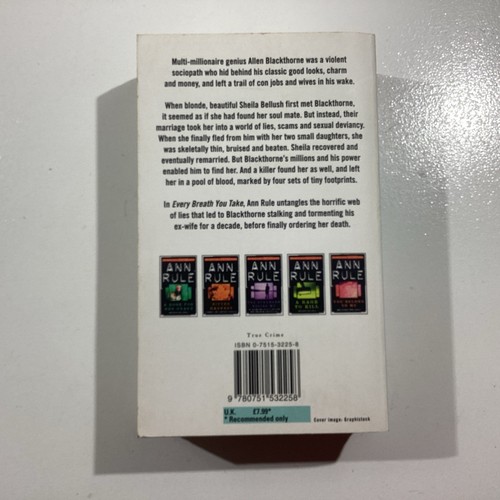 Multi-millionaire genius Allen Blackthorne was a violent
sociopath who hid behind his classic good looks, charm
and money, and left a trail of con jobs and wives in his wake.
When blonde, beautiful Sheila Bellush first met Blackthorne,
it seemed as if she had found her soul mate. But instead, their
marriage took her into a world of lies, scams and sexual deviancy.
When she finally fled from him with her two small daughters, she
was skeletally thin, bruised and beaten. Sheila recovered and
eventually remarried. But Blackthorne's millions and his power
enabled him to find her. And a killer found her as well, and left
her in a pool of blood, marked by four sets of tiny footprints.
In Every Breath You Take, Ann Rule untangles the horrific web
of lies that led to Blackthorne stalking and tormenting his
ex-wife for a decade, before finally ordering her death.
ANN RULE
ANN RULE
ANN RULE
ANN RULE
A RAGE TO KILL
ANN RULE
True Crime
ISBN 0-7515-3225-8
9 780751 532258
U.K. £7.99*
* Recommended only
Cover image: Graphistock